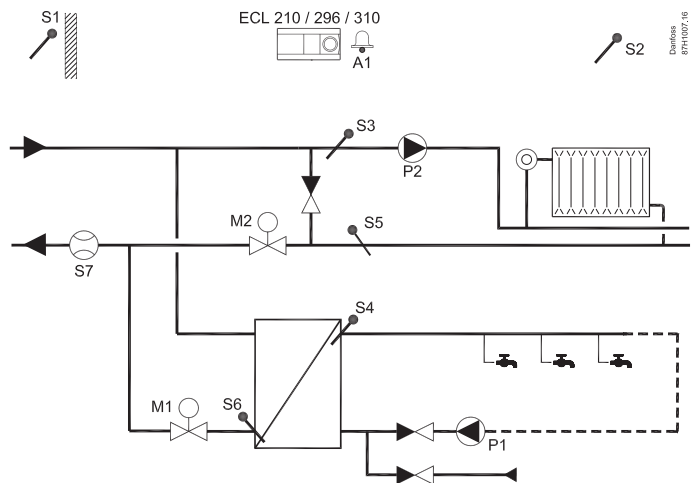 S1
ECL 210 / 296 / 310
A1
S2
Danfoss
87H1007.16
S3
P2
M2
S5
S7
S4
M1
S6
P1